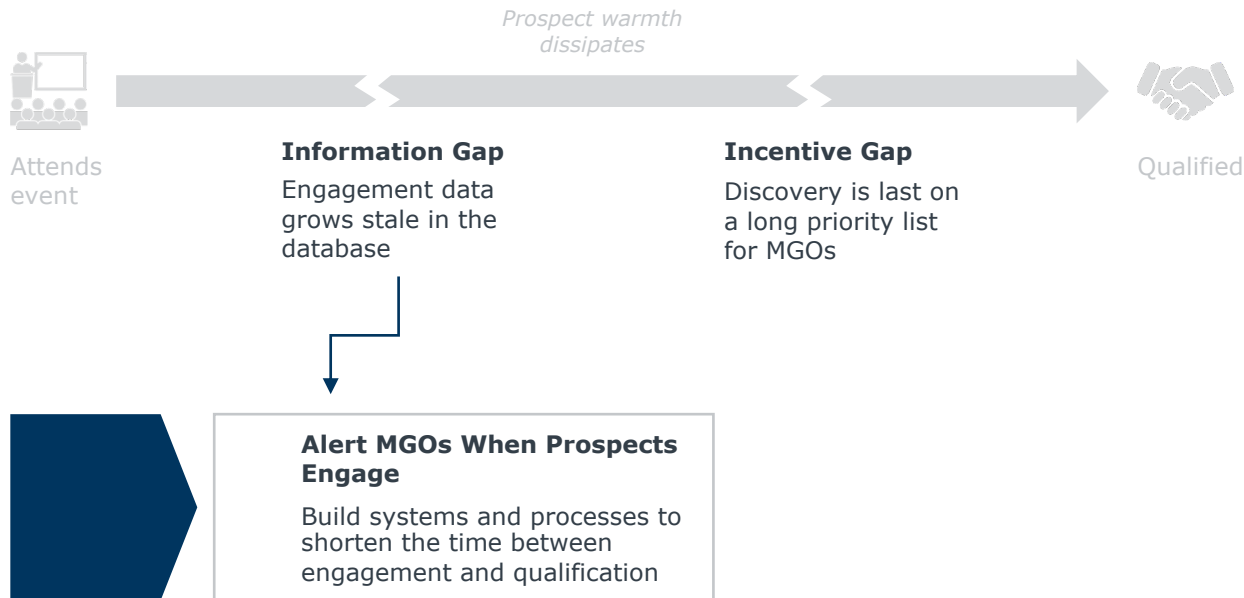 Prospect warmth
dissipates
Attends
event
Information Gap
Engagement data
grows stale in the
database
Incentive Gap
Discovery is last on
a long priority list
for MGOs
Qualified
Alert MGOs When Prospects
Engage
Build systems and processes to
shorten the time between
engagement and qualification